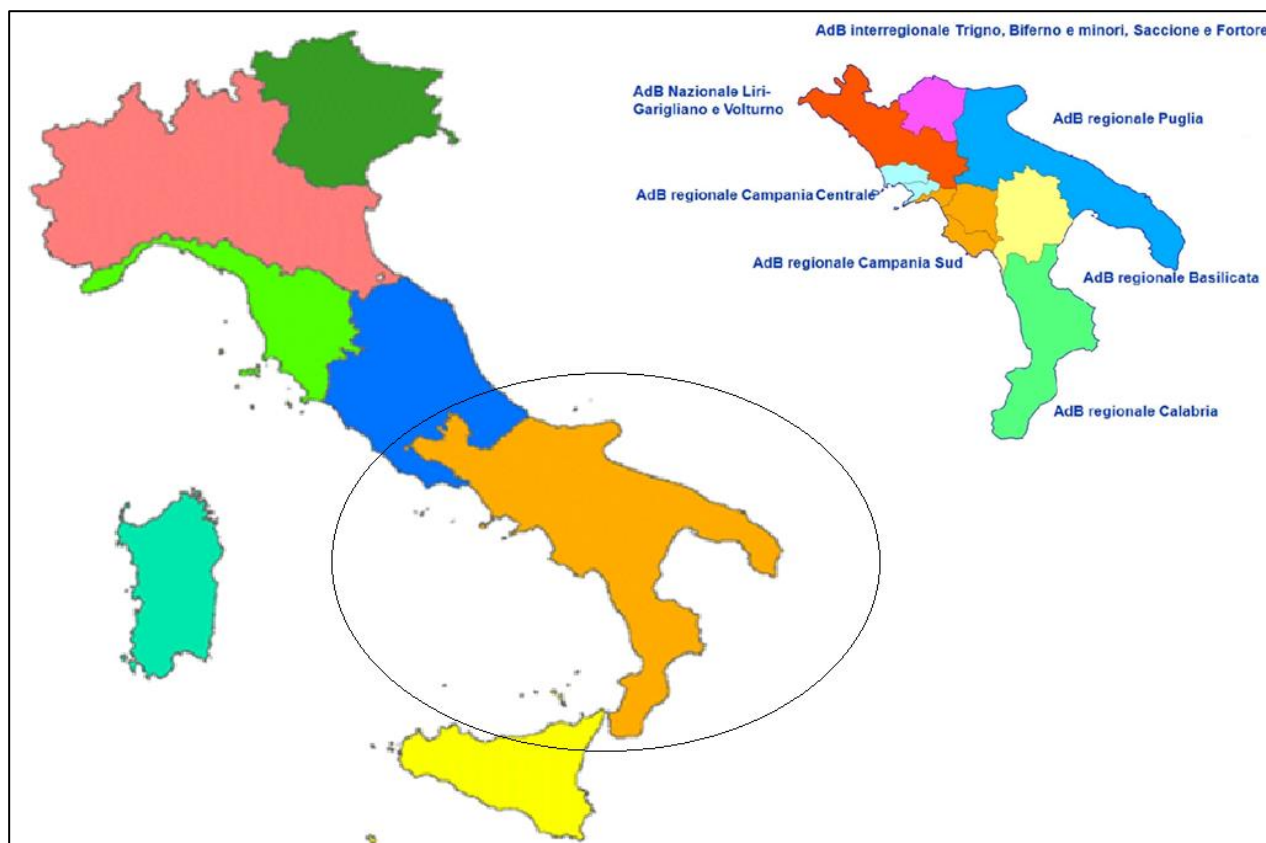 AdB interregionale Trigno, Biferno e minori, Saccione e Fortore
AdB Nazionale Liri-
Garigliano e Volturno
AdB regionale Puglia
AdB regionale Campania Centrale
AdB regionale Campania Sud
AdB regionale Basilicata
AdB regionale Calabria